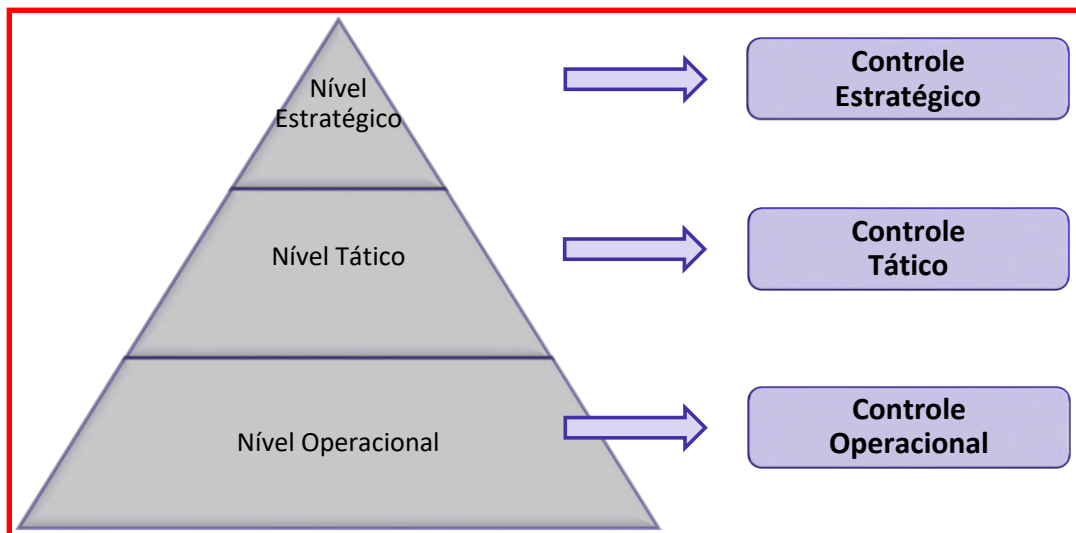 Nível
Estratégico
Controle
Estratégico
Nível Tático
Controle
Tático
Nível Operacional
Controle
Operacional